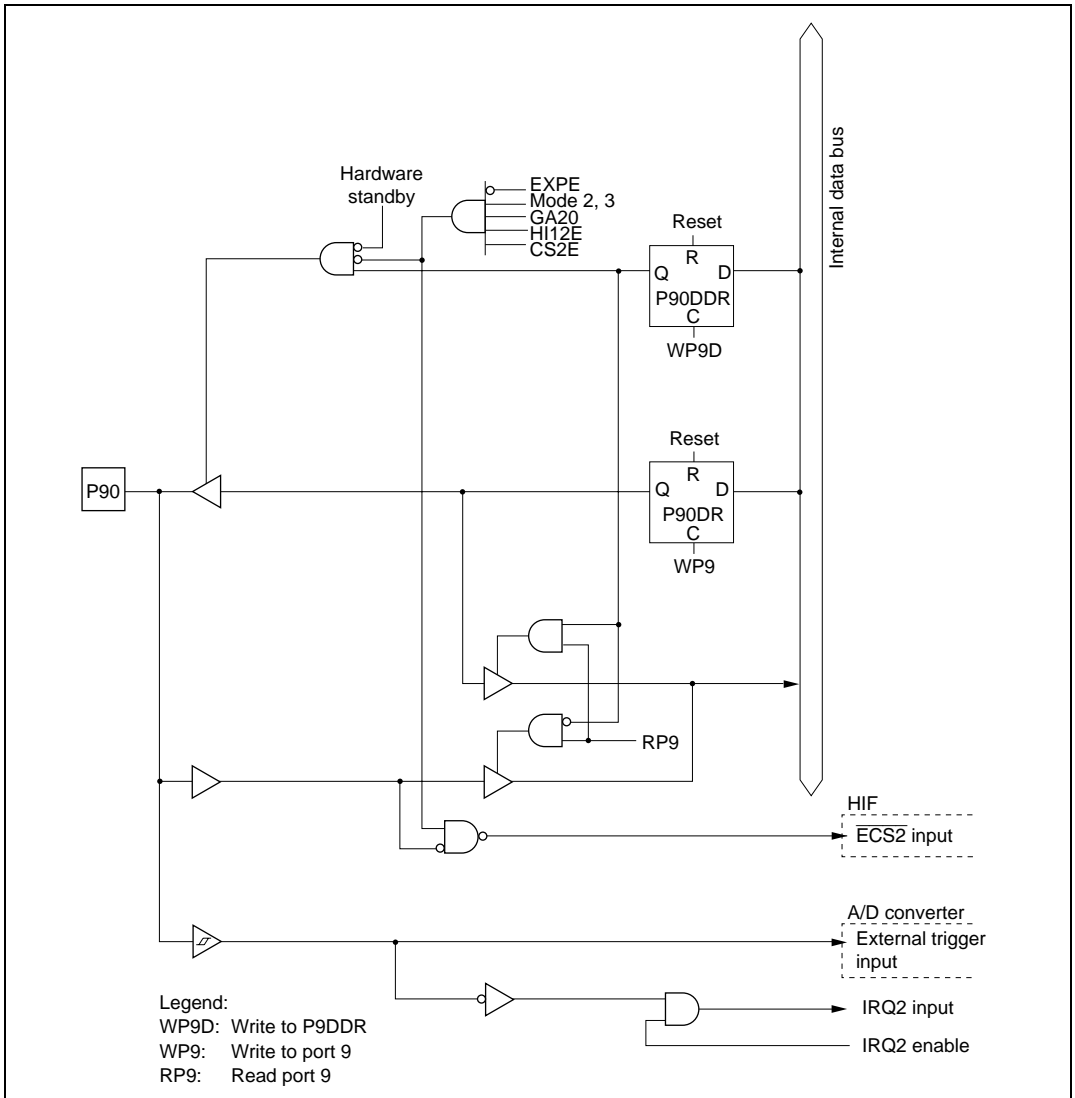 Hardware
standby
EXPE
Mode 2, 3
GA20
HI12E
CS2E
Internal data bus
Reset
R
Q D
P90DDR
C
WP9D
P90
Reset
R
Q D
P90DR
C
WP9
RP9
HIF
ECS2 input
A/D converter
External trigger
input
IRQ2 input
IRQ2 enable
Legend:
WP9D: Write to P9DDR
WP9: Write to port 9
RP9: Read port 9